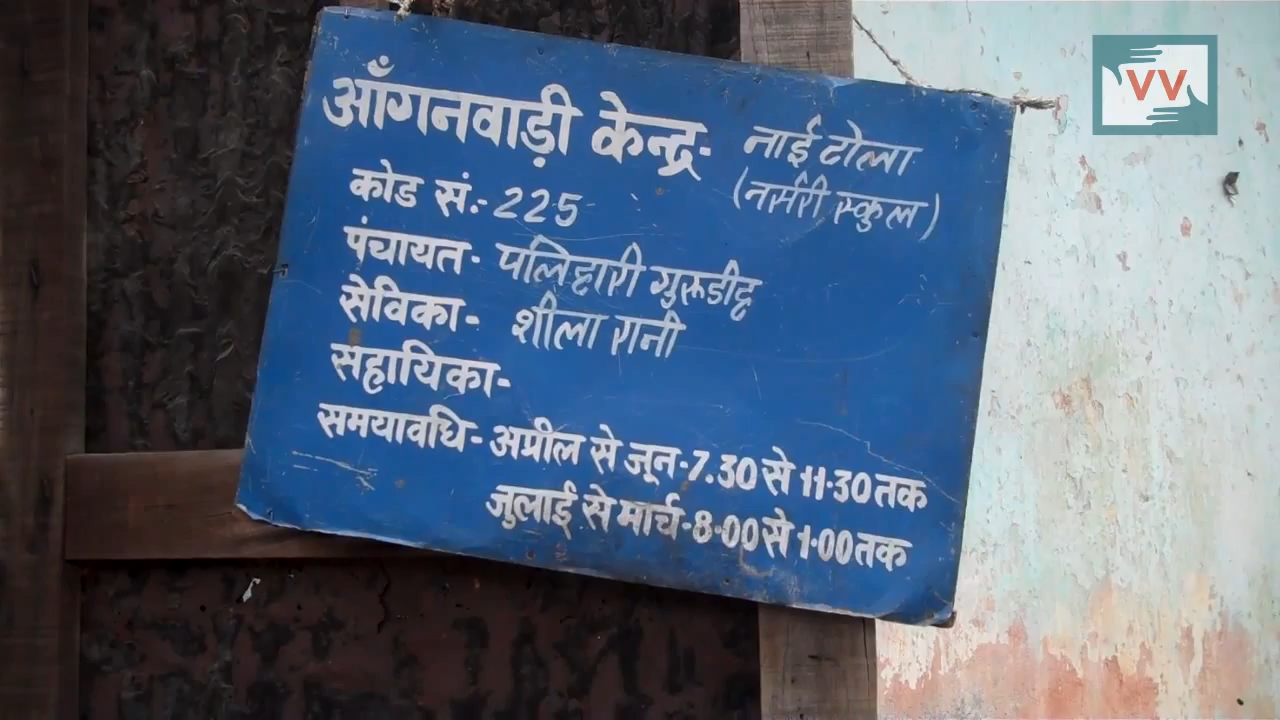 आँगनवाड़ी केन्द्र- नाई टोला
(नर्सरी स्कुल)
कोड सं.- 225
पंचायत- पलिहारी गुरूडीह
सेविका- शीला रानी
सहायिका-
समयावधि- अप्रील से जून-7.30 से 11.30 तक
जुलाई से मार्च-8.00 से 1.00 तक
VV